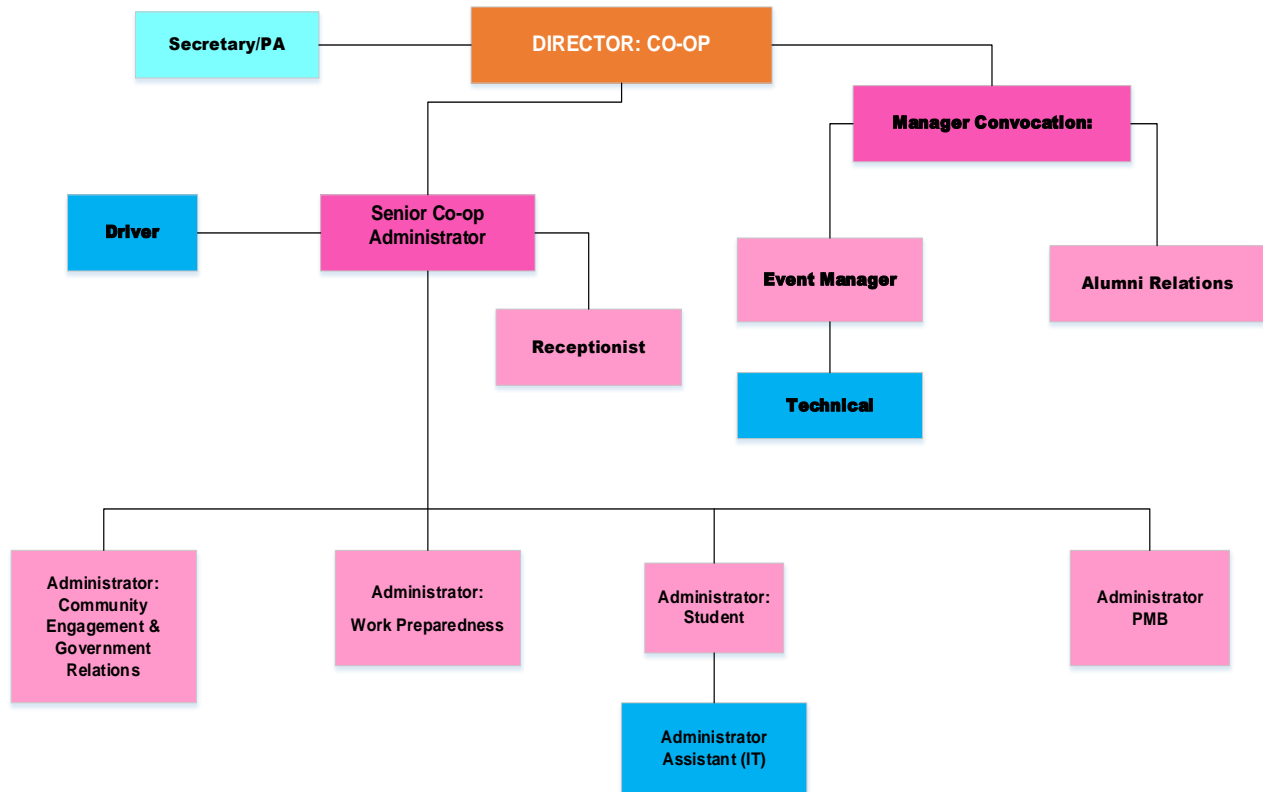 Secretary/PA
DIRECTOR: CO-OP
Manager Convocation:
Driver
Senior Co-op
Administrator
Event Manager
Alumni Relations
Receptionist
Technical
Administrator:
Community
Engagement &
Government
Relations
Administrator:
Work Preparedness
Administrator:
Student
Administrator
PMB
Administrator
Assistant (IT)